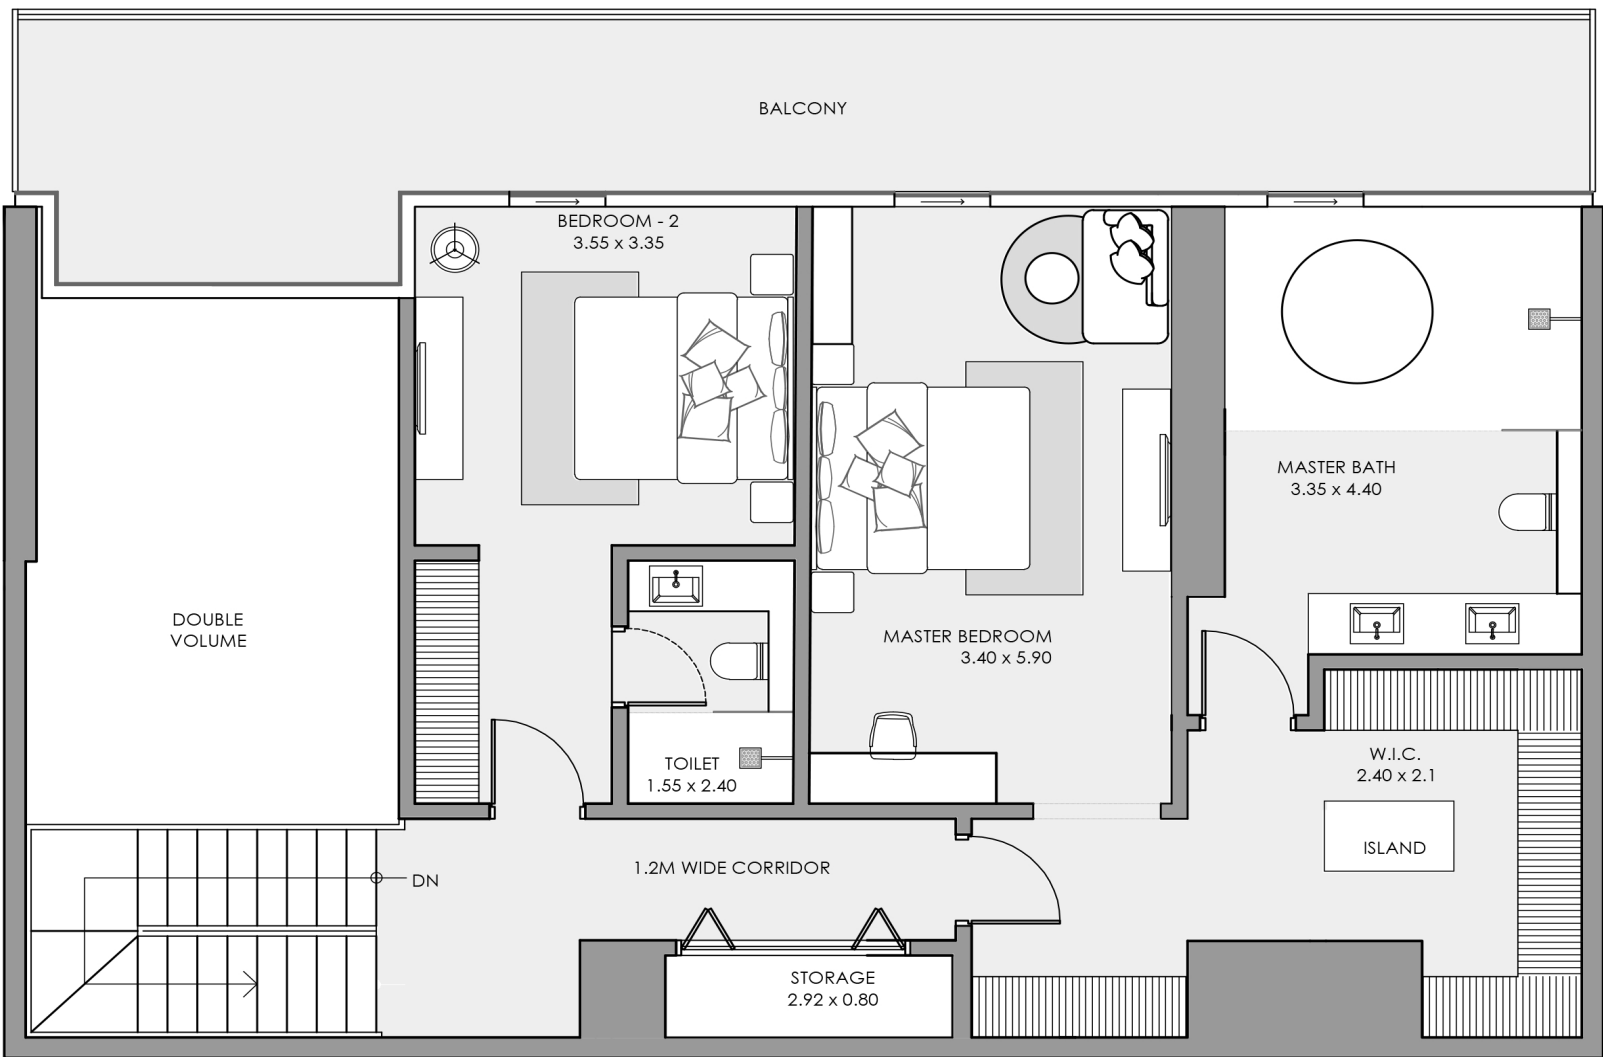 BALCONY
BEDROOM - 2
3.55 x 3.35
MASTER BATH
3.35 x 4.40
DOUBLE
VOLUME
MASTER BEDROOM
3.40 x 5.90
TOILET
1.55 x 2.40
W.I.C.
2.40 x 2.1
ISLAND
1.2M WIDE CORRIDOR
DN
STORAGE
2.92 x 0.80